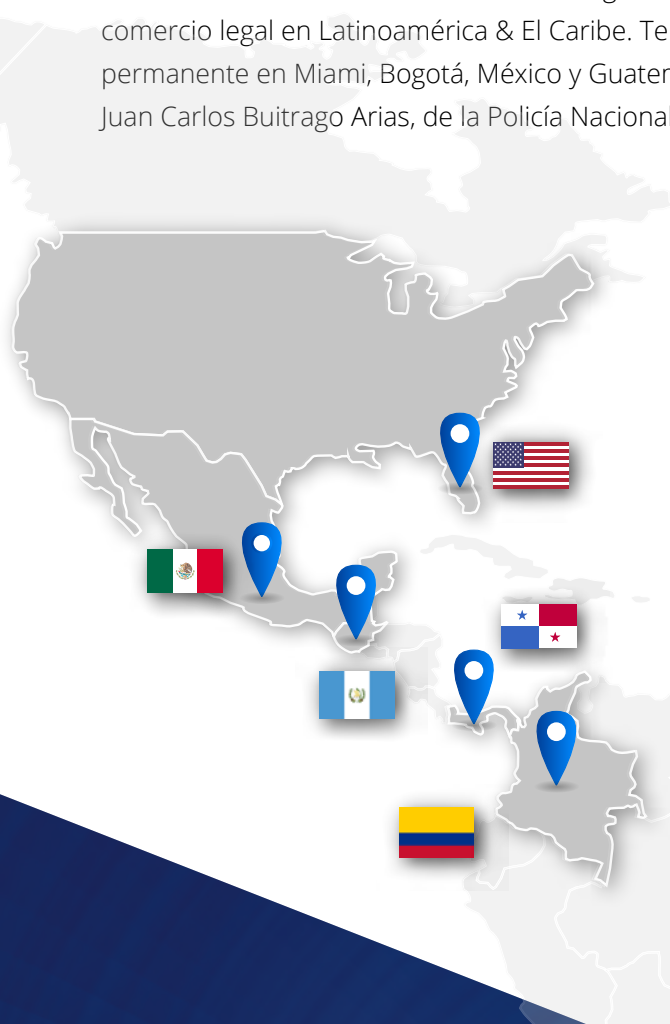 comercio legal en Latinoamérica & El Caribe. Te
permanente en Miami, Bogotá, México y Guatem
Juan Carlos Buitrago Arias, de la Policía Nacional